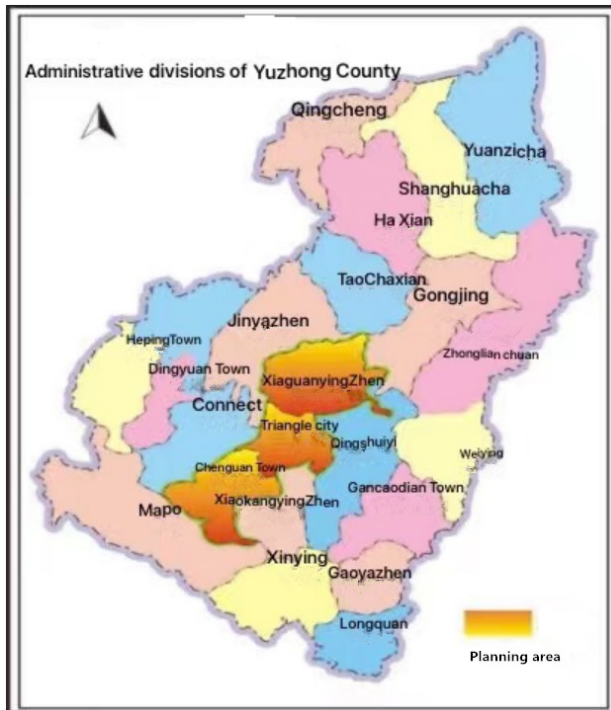 Administrative divisions of Yuzhong County
Qingcheng
Yuanzicha
Shanghuacha
Ha Xian
TaoChaxian
Gongjing
Jinyazhen
HepingTown
Zhonglian chuan
Dingyuan Town
XiaguanyingZhen
Connect
Triangle city
Qingshuiyi
Weiying
Chenguan Town
Gancaodian Town
XiaokangyingZhen
Mapo
Xinying
Gaoyazhen
Longquan
Planning area